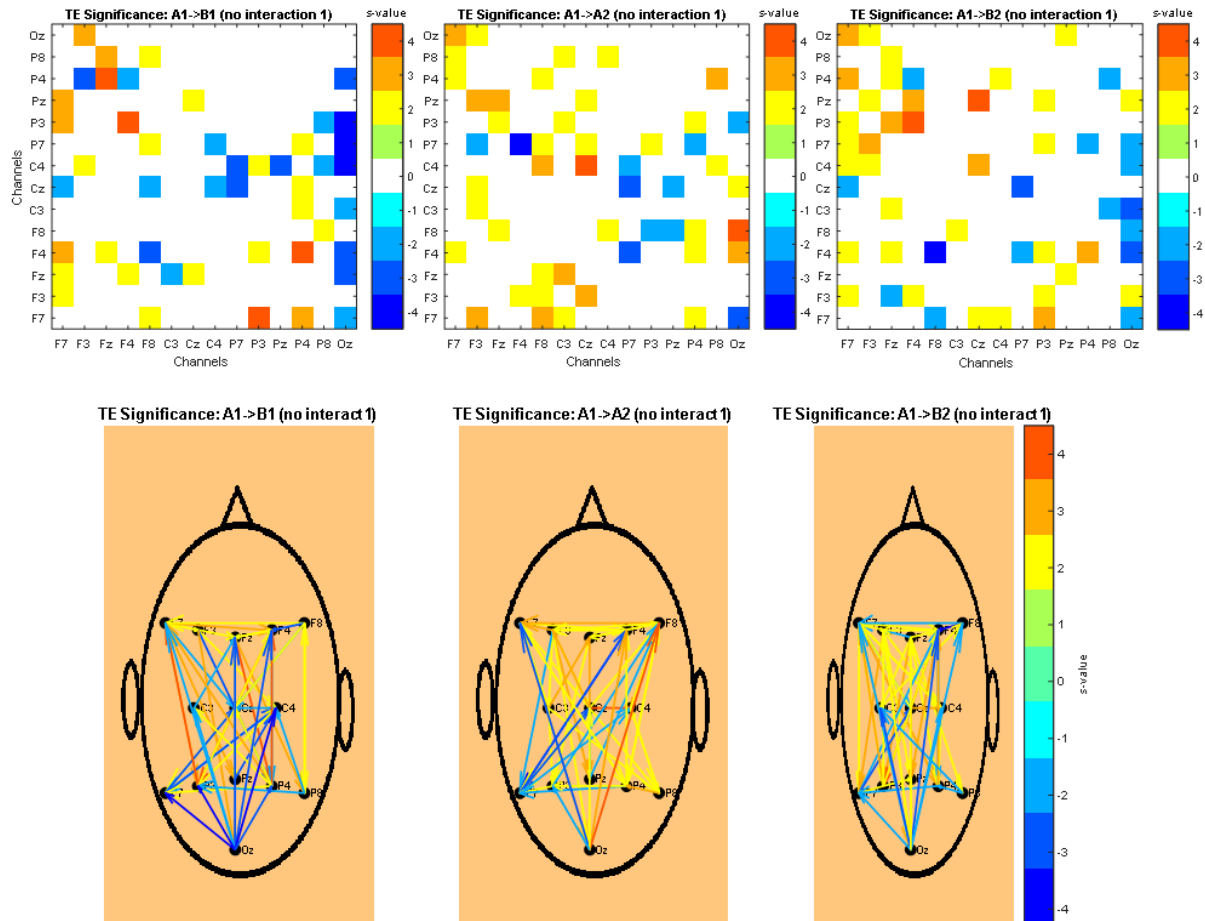 TE Significance: A1->B1 (no interaction 1)
s-value
TE Significance: A1->A2 (no interaction 1)
s-value
TE Significance: A1->B2 (no interaction 1)
s-value
Oz
P8
P4
Pz
P3
P7
C4
Cz
C3
F8
F4
Fz
F3
F7
Channels
F7 F3 Fz F4 F8 C3 Cz C4 P7 P3 Pz P4 P8 Oz
Channels
4
3
2
1
0
-1
-2
-3
-4
Oz
P8
P4
Pz
P3
P7
C4
Cz
C3
F8
F4
Fz
F3
F7
F7 F3 Fz F4 F8 C3 Cz C4 P7 P3 Pz P4 P8 Oz
Channels
4
3
2
1
0
-1
-2
-3
-4
Oz
P8
P4
Pz
P3
P7
C4
Cz
C3
F8
F4
Fz
F3
F7
F7 F3 Fz F4 F8 C3 Cz C4 P7 P3 Pz P4 P8 Oz
Channels
4
3
2
1
0
-1
-2
-3
-4
TE Significance: A1->B1 (no interact1)
F8
F4
Fz
C3
C4
Pz
P4
P8
Oz
TE Significance: A1->A2 (no interact1)
F8
F4
Fz
C3
C4
Pz
P4
P8
Oz
TE Significance: A1->B2 (no interact1)
F8
F4
Fz
C3
C4
Pz
P8
Oz
4
3
2
1
0
-1
-2
-3
-4
s-value